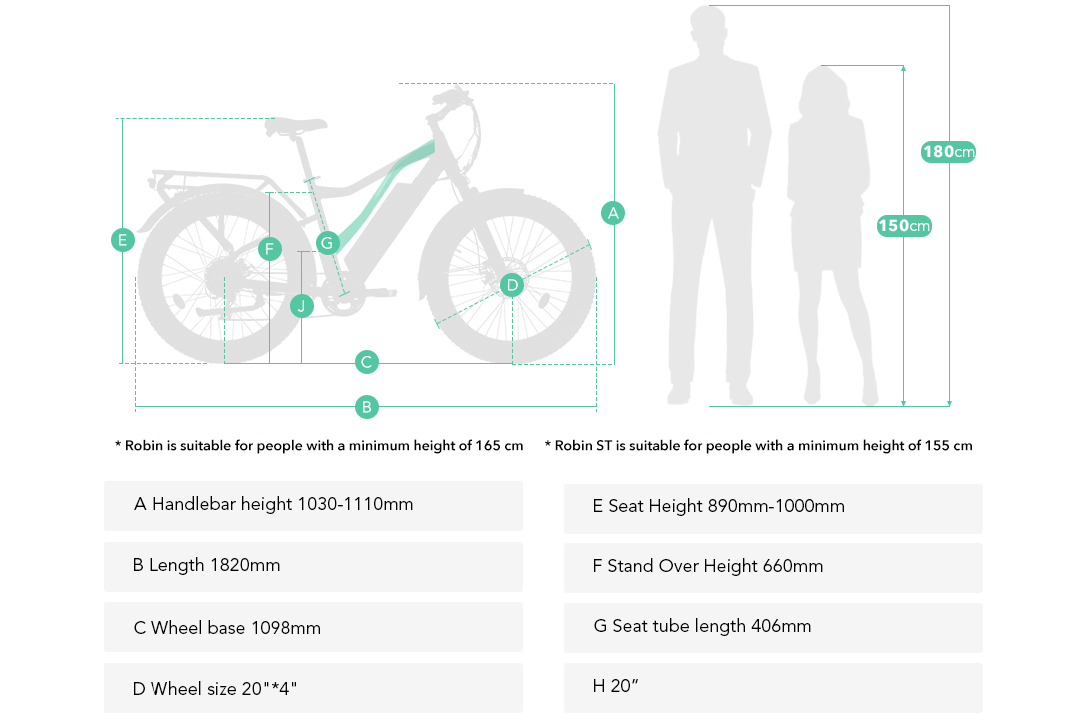 180cm
150cm
A
E
G
F
D
J
C
B
* Robin is suitable for people with a minimum height of 165 cm
* Robin ST is suitable for people with a minimum height of 155 cm
A Handlebar height 1030-1110mm
E Seat Height 890mm-1000mm
B Length 1820mm
F Stand Over Height 660mm
C Wheel base 1098mm
G Seat tube length 406mm
D Wheel size 20"*4"
H 20”